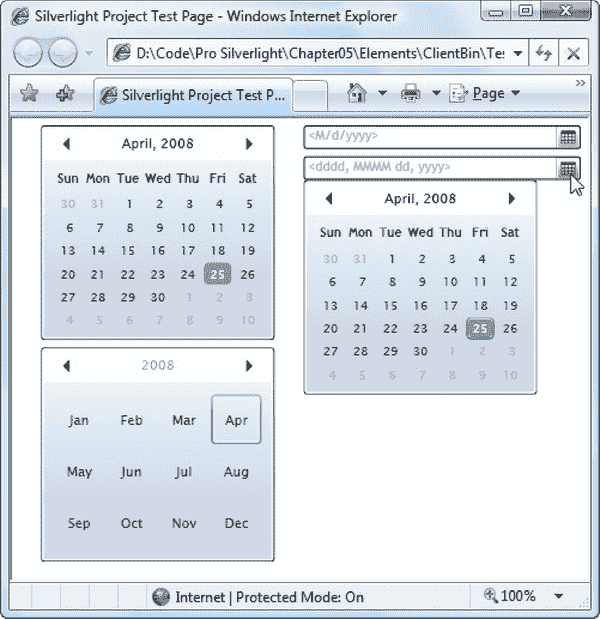 Silverlight Project Test Page - Windows Internet Explorer
D:\Code\Pro Silverlight\Chapter05\Elements\ClientBin\Te
Silverlight Project Test P...
Page
»
April, 2008
Sun Mon Tue Wed Thu Fri Sat
30 31 1 2 3 4 5
6 7 8 9 10 11 12
13 14 15 16 17 18 19
20 21 22 23 24 25 26
27 28 29 30 1 2 3
4 5 6 7 8 9 10
2008
Jan Feb Mar Apr
May Jun Jul Aug
Sep Oct Nov Dec
<M/d/yyyy>
<dddd, MMMM dd, yyyy>
April, 2008
Sun Mon Tue Wed Thu Fri Sat
30 31 1 2 3 4 5
6 7 8 9 10 11 12
13 14 15 16 17 18 19
20 21 22 23 24 25 26
27 28 29 30 1 2 3
4 5 6 7 8 9 10
Internet | Protected Mode: On
100%